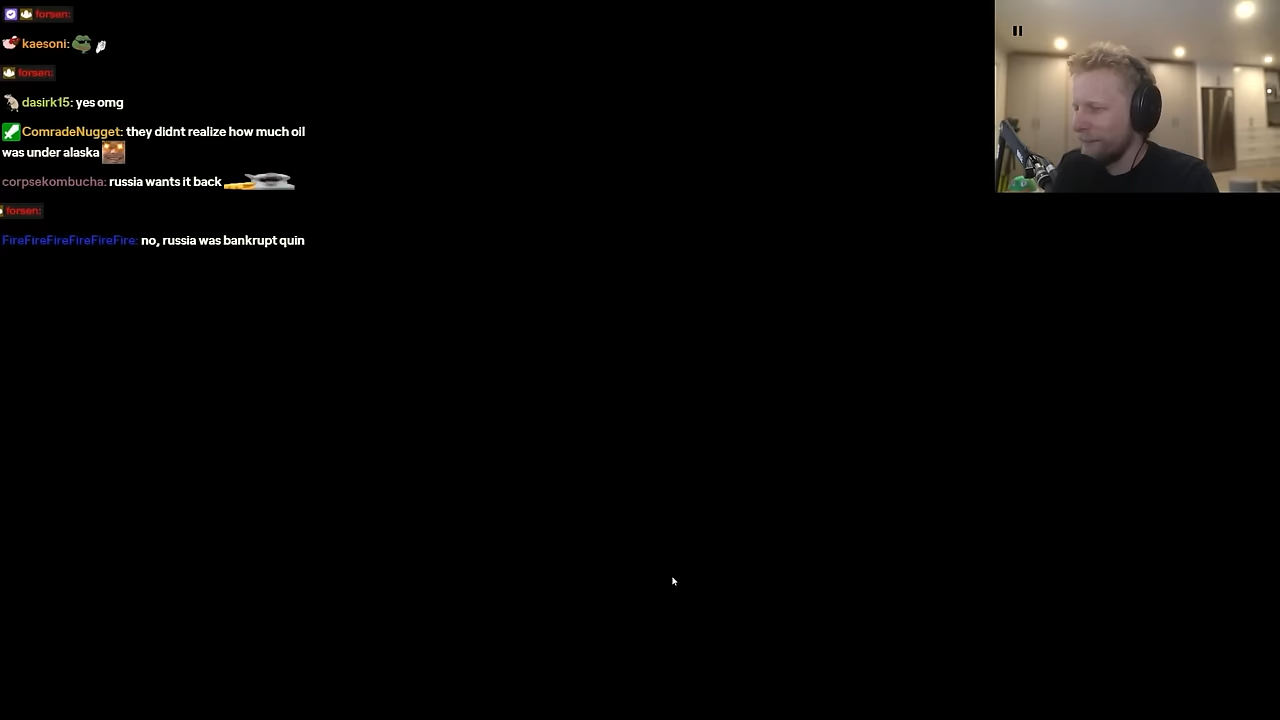 forsen:
kaesoni:
forsen:
dasirk15: yes omg
ComradeNugget: they didnt realize how much oil
was under alaska
corpsekombucha: russia wants it back
forsen:
FireFireFireFireFireFire: no, russia was bankrupt quin